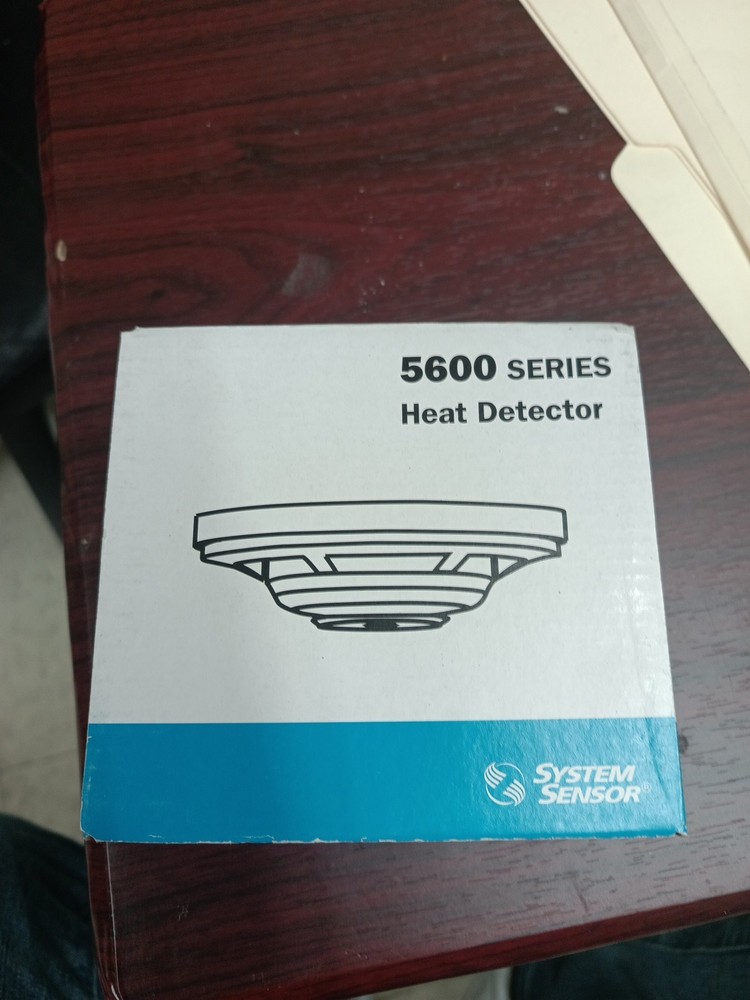 5600 SERIES
Heat Detector
SYSTEM
SENSOR®